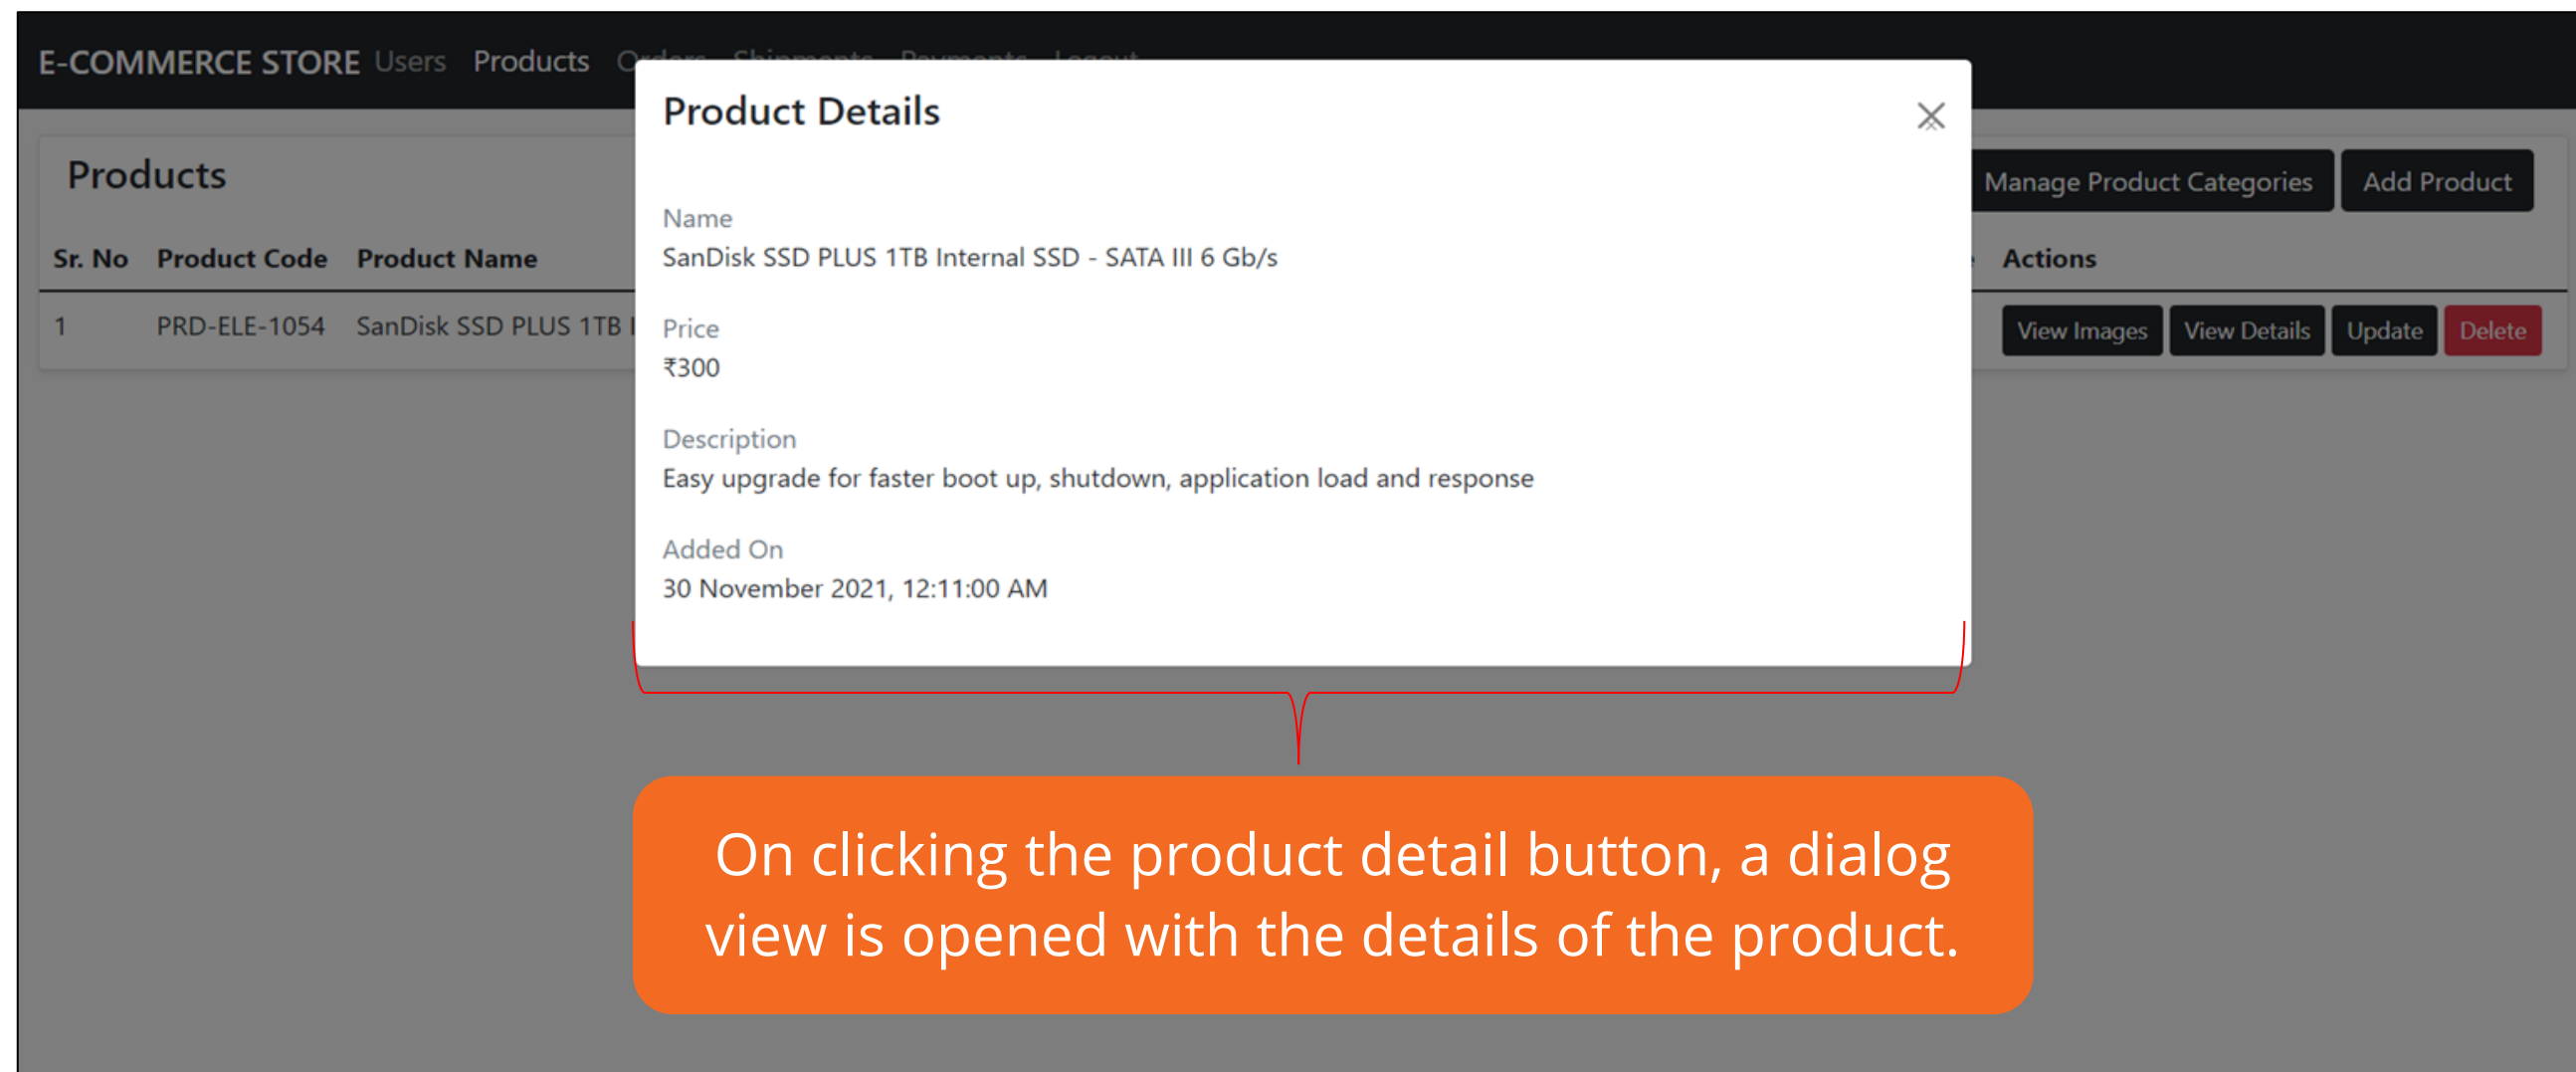 E-COMMERCE STORE Users Products Orders Shipments Payments Logout
Product Details
Products
Manage Product Categories Add Product
Name
SanDisk SSD PLUS 1TB Internal SSD - SATA III 6 Gb/s
Sr. No Product Code Product Name
Actions
Price
₹300
1 PRD-ELE-1054 SanDisk SSD PLUS 1TB
View Images View Details Update Delete
Description
Easy upgrade for faster boot up, shutdown, application load and response
Added On
30 November 2021, 12:11:00 AM
On clicking the product detail button, a dialog
view is opened with the details of the product.